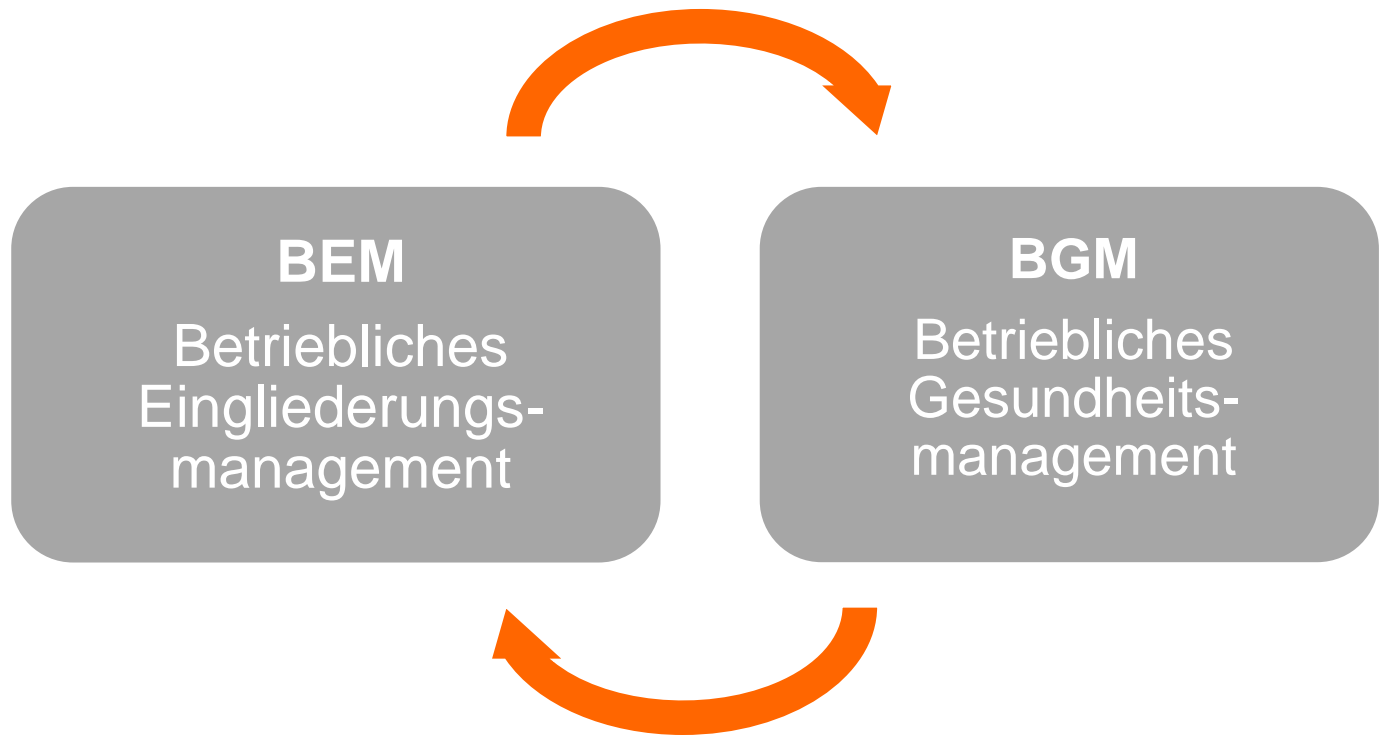 BEM
Betriebliches
Eingliederungs-
management
BGM
Betriebliches
Gesundheits-
management